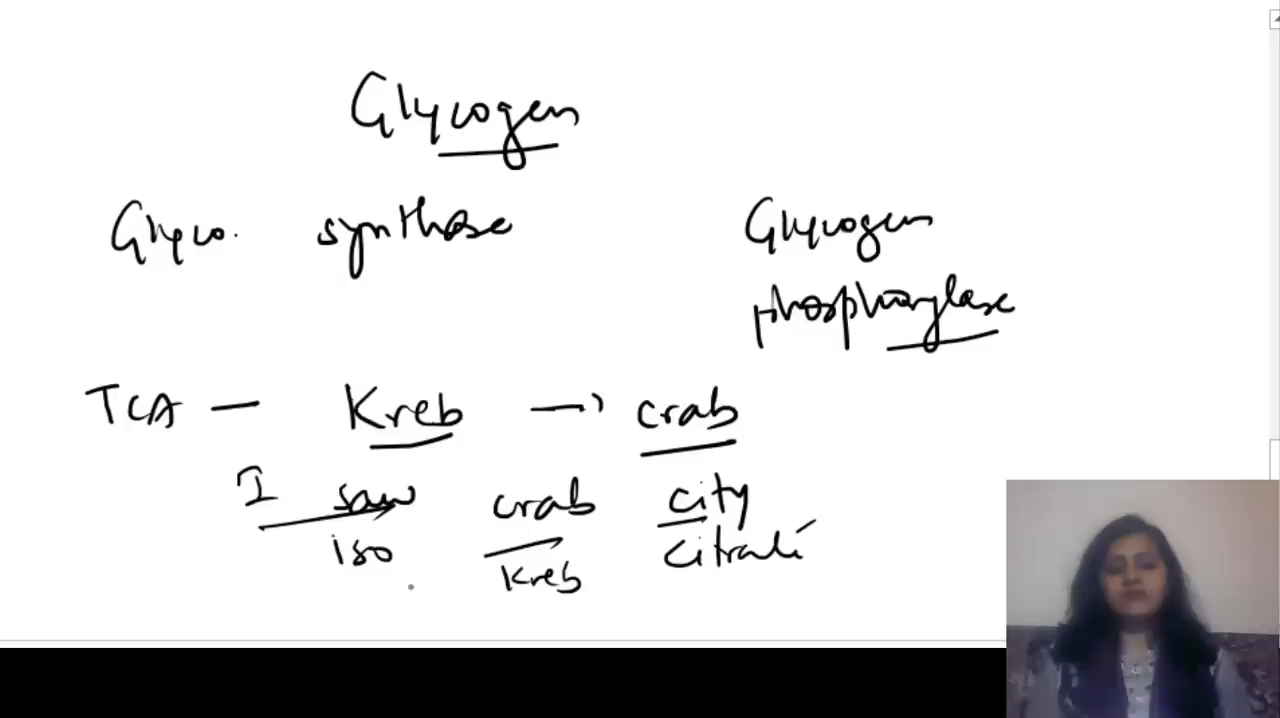 Glycogen
Glyco. synthase
Glycogen
phosphorylase
TCA — Kreb → crab
I saw crab city
iso Kreb citrate